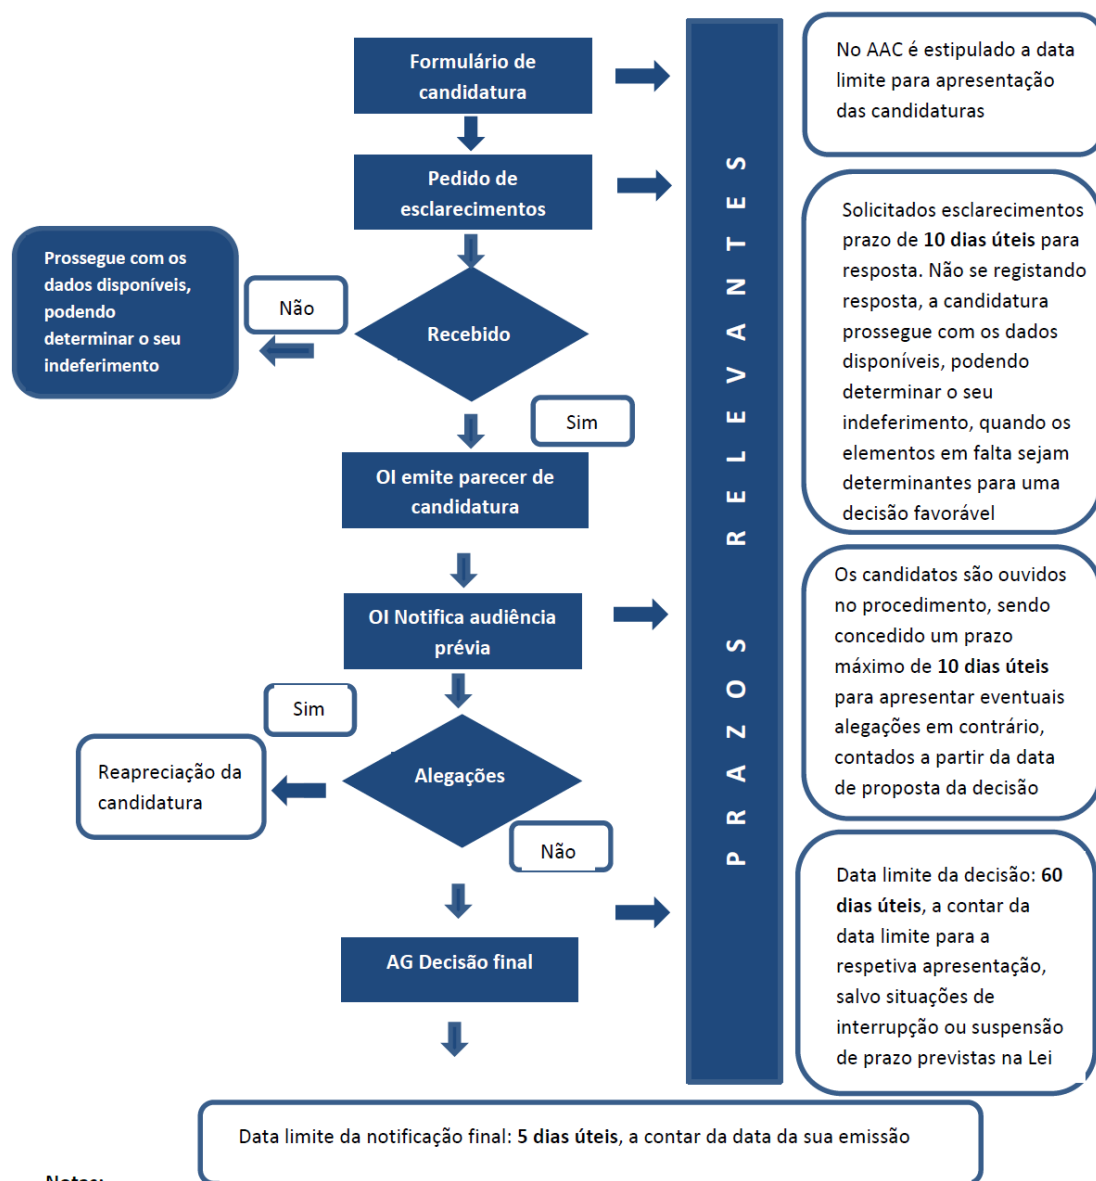 Formulário de
candidatura
No AAC é estipulado a data
limite para apresentação
das candidaturas
Pedido de
esclarecimentos
Solicitados esclarecimentos
prazo de 10 dias úteis para
resposta. Não se registando
resposta, a candidatura
prossegue com os dados
disponíveis, podendo
determinar o seu
indeferimento, quando os
elementos em falta sejam
determinantes para uma
decisão favorável
Prossegue com os
dados disponíveis,
podendo
determinar o seu
indeferimento
Não
Recebido
Sim
OI emite parecer de
candidatura
OI Notifica audiência
prévia
Os candidatos são ouvidos
no procedimento, sendo
concedido um prazo
máximo de 10 dias úteis
para apresentar eventuais
alegações em contrário,
contados a partir da data
de proposta da decisão
Sim
Reapreciação da
candidatura
Alegações
Não
AG Decisão final
Data limite da decisão: 60
dias úteis, a contar da
data limite para a
respetiva apresentação,
salvo situações de
interrupção ou suspensão
de prazo previstas na Lei
PRAZOS RELEVANTES
Data limite da notificação final: 5 dias úteis, a contar da data da sua emissão
Notas: